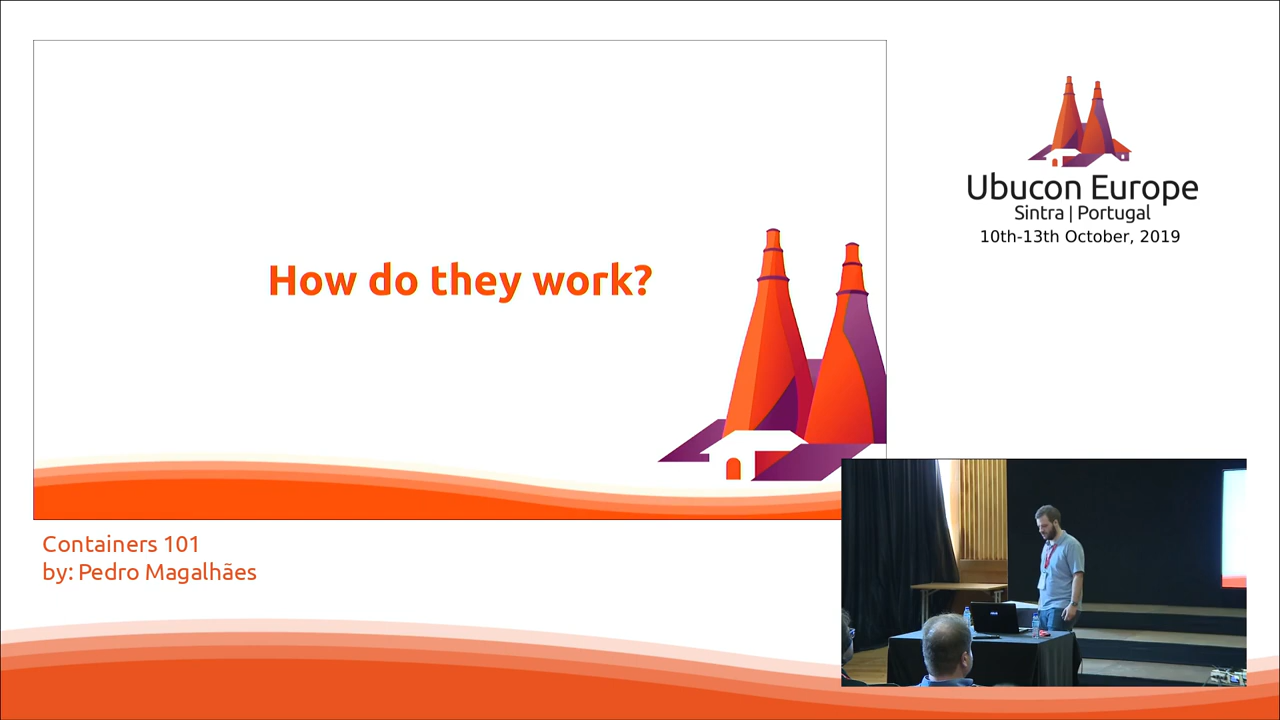 How do they work?
Ubucon Europe
Sintra | Portugal
10th-13th October, 2019
Containers 101
by: Pedro Magalhães